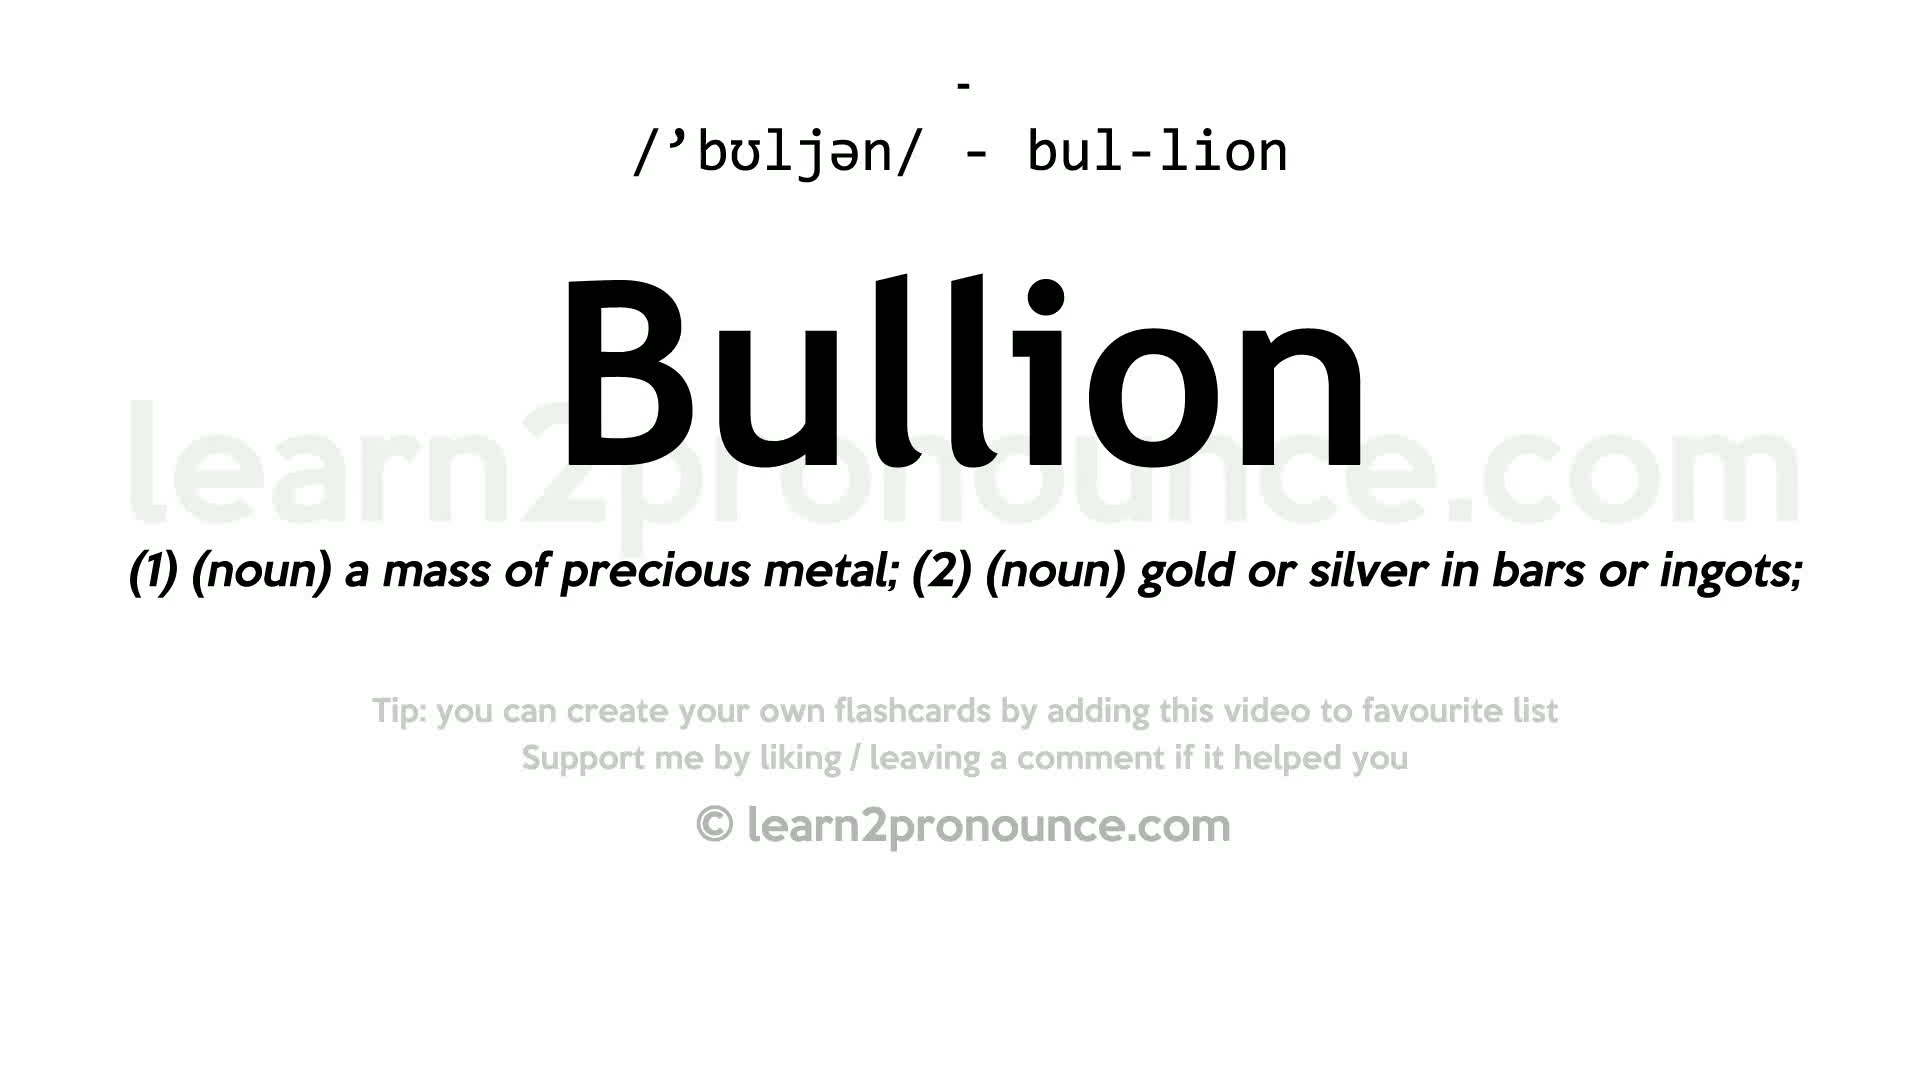 -
/’bʊljən/ - bul-lion
Bullion
learn2pronounce.com
(1) (noun) a mass of precious metal; (2) (noun) gold or silver in bars or ingots;
Tip: you can create your own flashcards by adding this video to favourite list
Support me by liking / leaving a comment if it helped you
© learn2pronounce.com